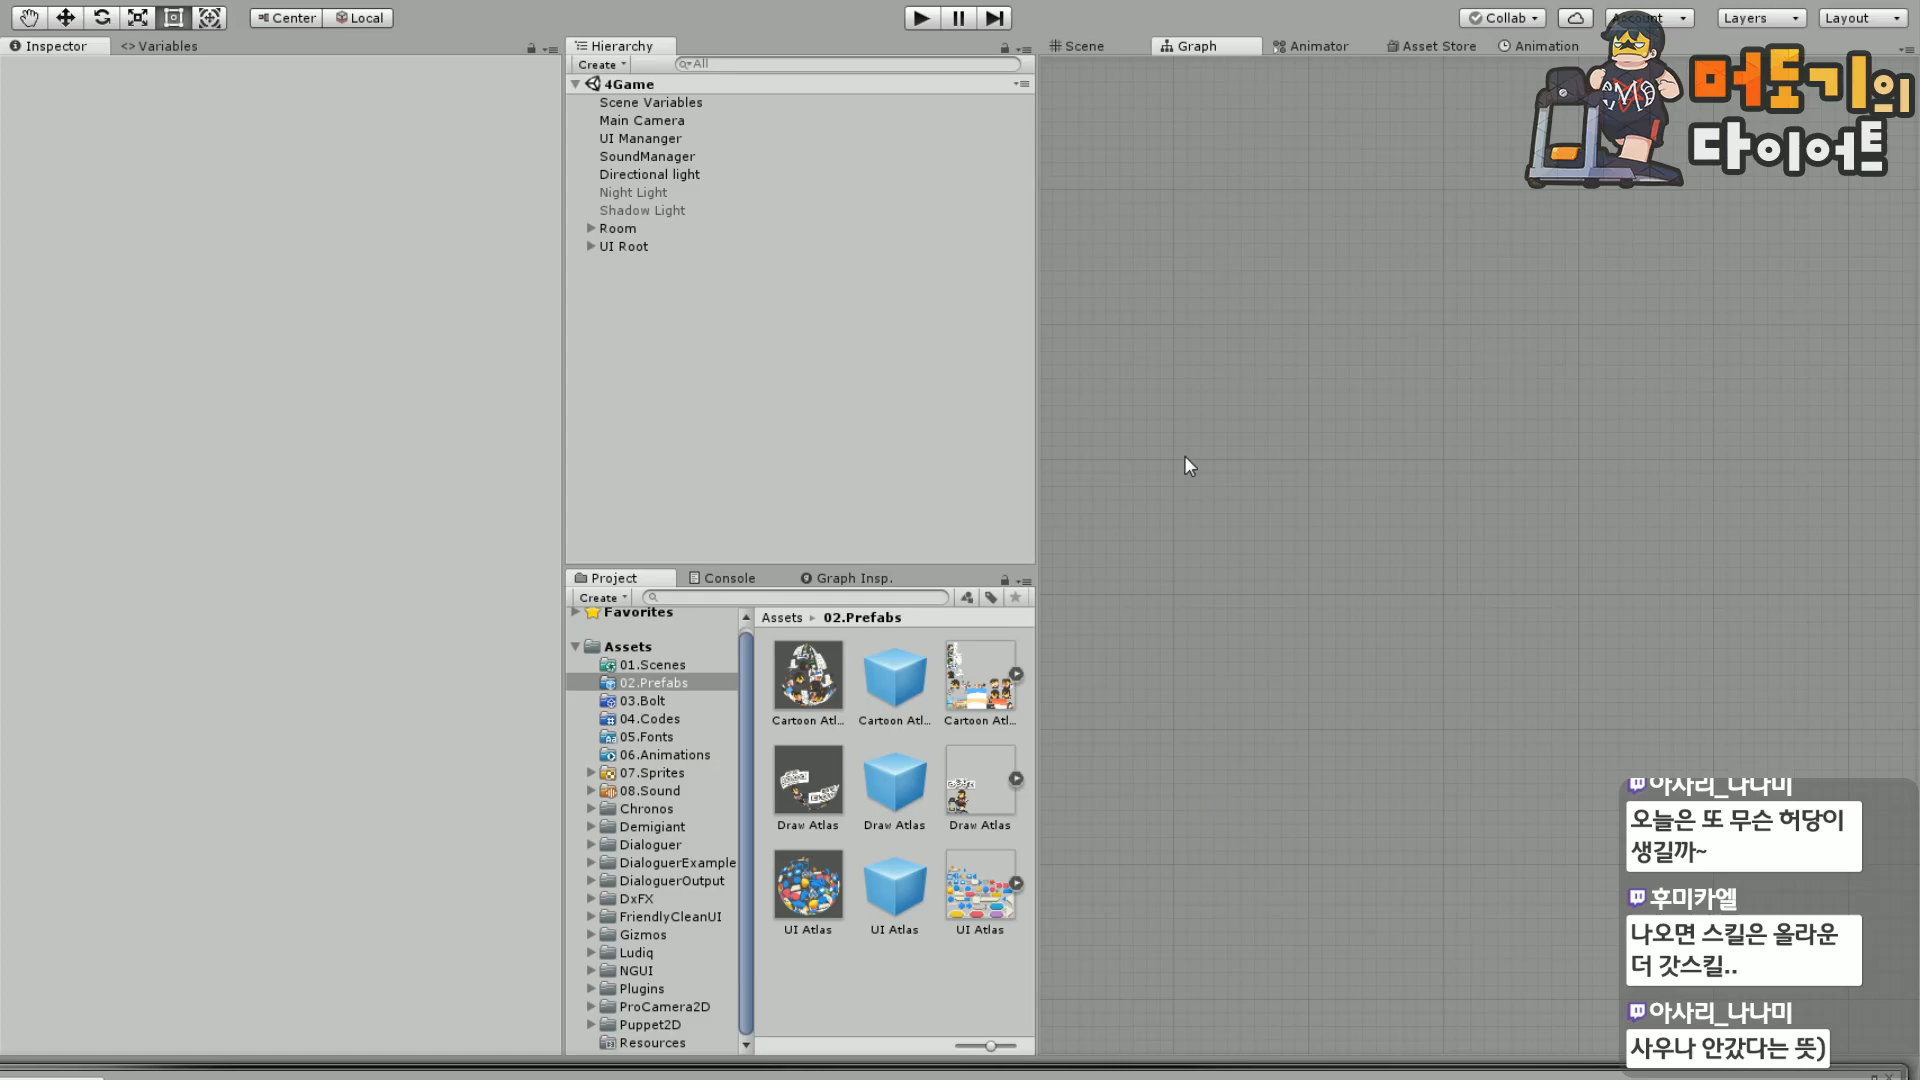 Center
Local
Collab
Account
Layers
Layout
Inspector
<> Variables
Hierarchy
Scene
Graph
Animator
Asset Store
Animation
Create
All
4Game
Scene Variables
Main Camera
UI Mananger
SoundManager
Directional light
Night Light
Shadow Light
Room
UI Root
머도기의
다이어트
Project
Console
Graph Insp.
Create
Favorites
Assets
01.Scenes
02.Prefabs
03.Bolt
04.Codes
05.Fonts
06.Animations
07.Sprites
08.Sound
Chronos
Demigiant
Dialoguer
DialoguerExample
DialoguerOutput
DxFX
FriendlyCleanUI
Gizmos
Ludiq
NGUI
Plugins
ProCamera2D
Puppet2D
Resources
Assets ▸ 02.Prefabs
Cartoon Atl...
Cartoon Atl...
Cartoon Atl...
Draw Atlas
Draw Atlas
Draw Atlas
UI Atlas
UI Atlas
UI Atlas
아사리_나나미
오늘은 또 무슨 허당이
생길까~
후미카엘
나오면 스킬은 올라운
더 갓스킬..
아사리_나나미
사우나 안갔다는 뜻)